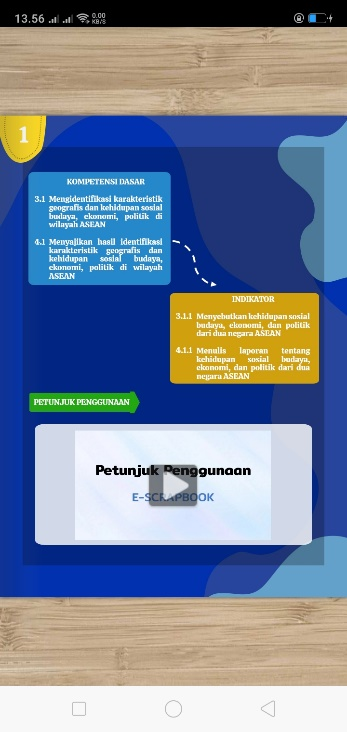 13.56 0.00 KB/S
1
KOMPETENSI DASAR
3.1 Mengidentifikasi karakteristik
geografis dan kehidupan sosial
budaya, ekonomi, politik di
wilayah ASEAN
4.1 Menyajikan hasil identifikasi
karakteristik geografis dan
kehidupan sosial budaya,
ekonomi, politik di wilayah
ASEAN
INDIKATOR
3.1.1 Menyebutkan kehidupan sosial
budaya, ekonomi, dan politik
dari dua negara ASEAN
4.1.1 Menulis laporan tentang
kehidupan sosial budaya,
ekonomi, dan politik dari dua
negara ASEAN
PETUNJUK PENGGUNAAN
Petunjuk Penggunaan
E-SCRAPBOOK